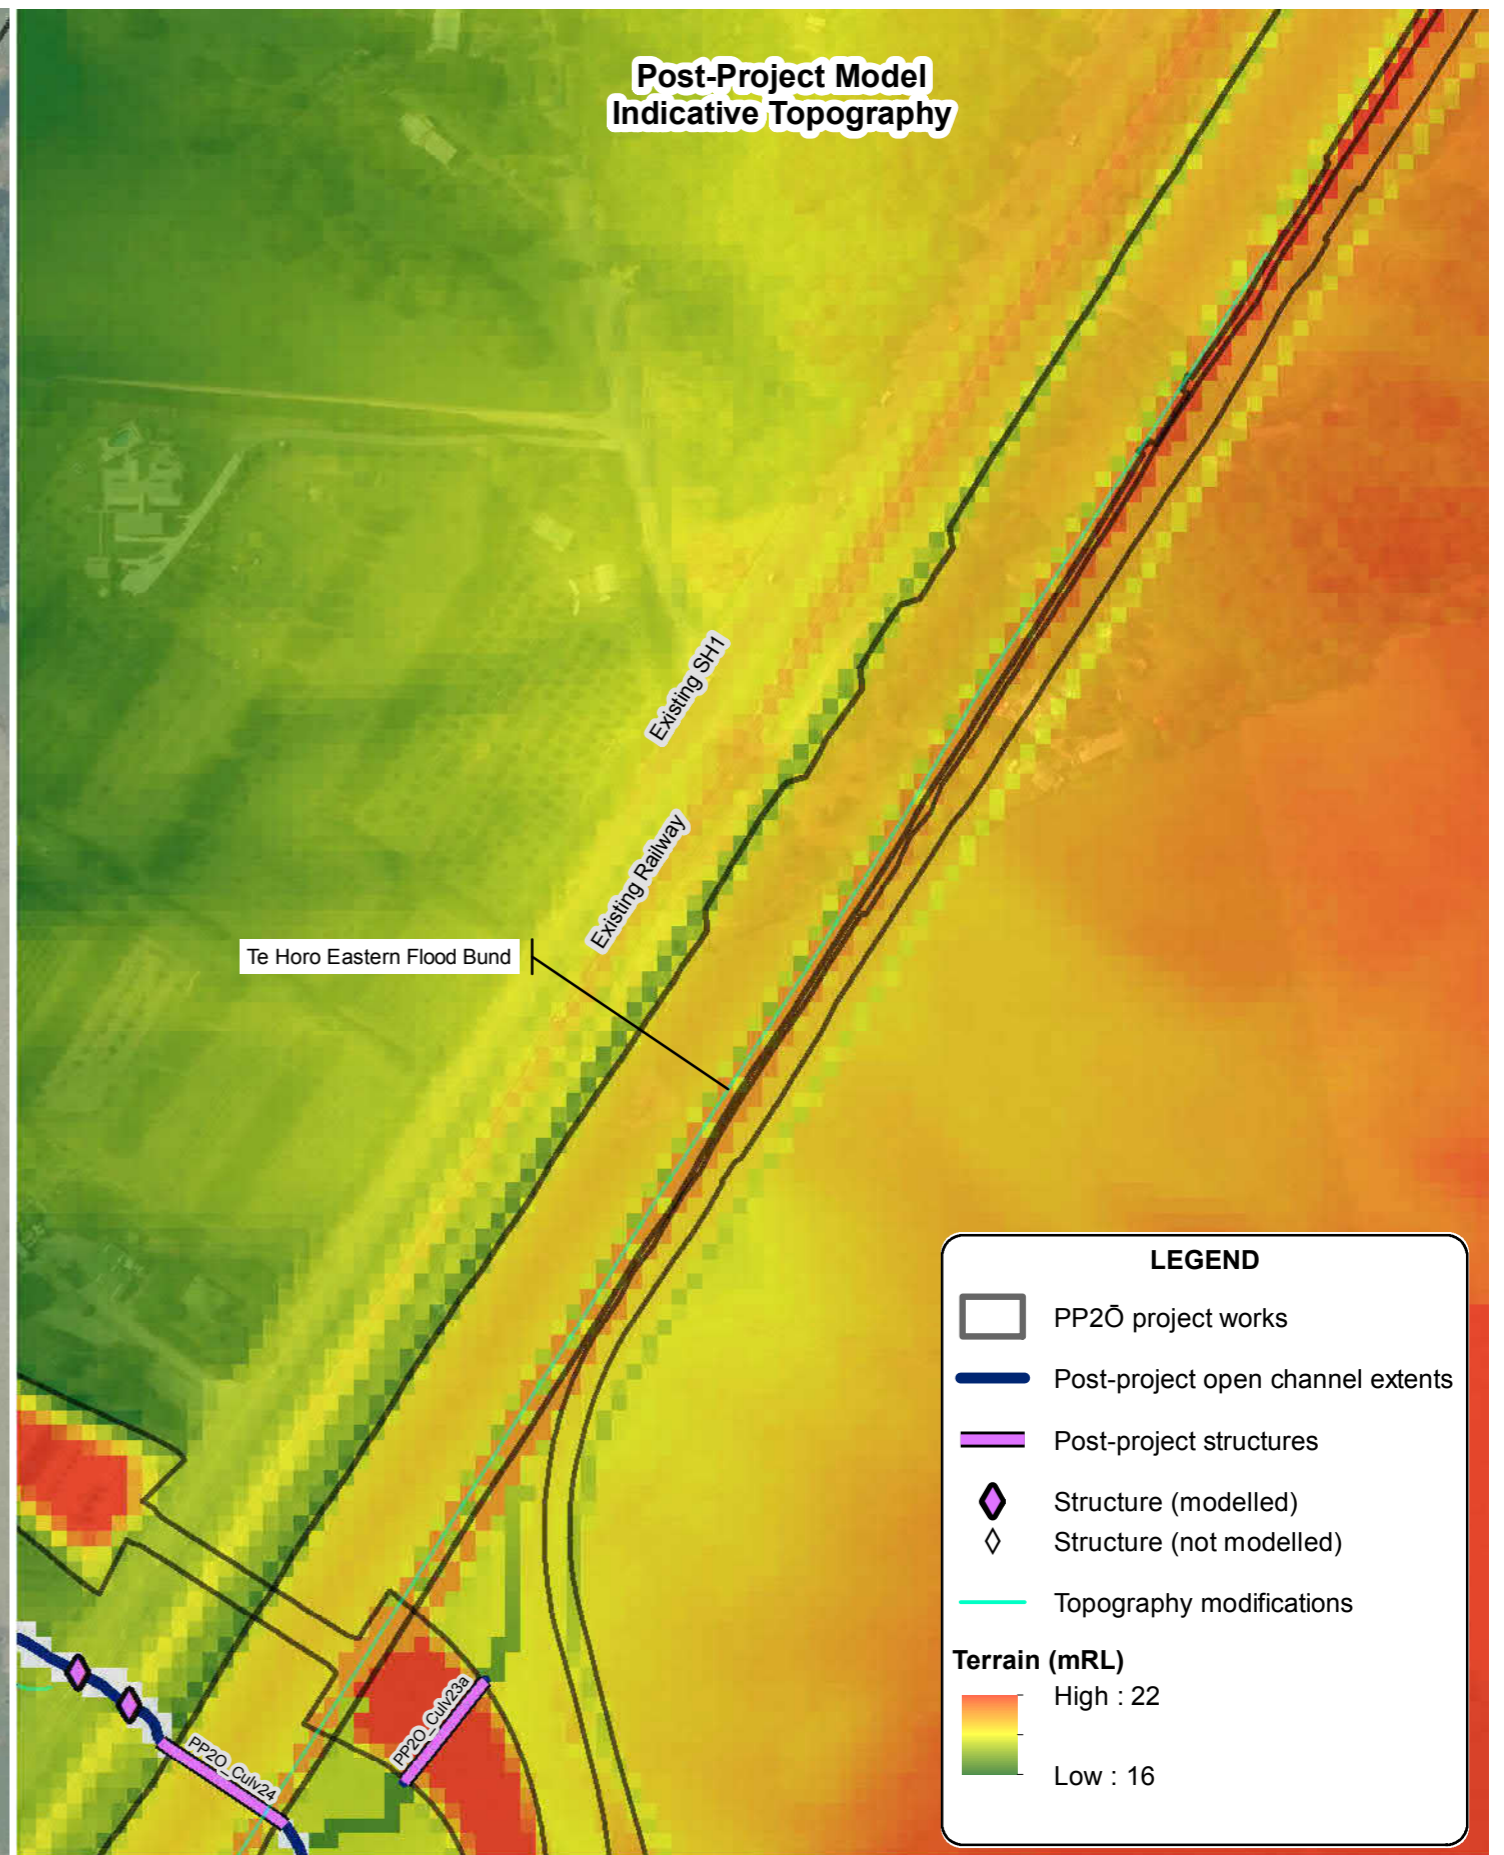 Post-Project Model
Indicative Topography
Existing SH1
Existing Railway
Te Horo Eastern Flood Bund
PP2O_Culv23a
PP2O_Culv24
LEGEND
PP2Ō project works
Post-project open channel extents
Post-project structures
Structure (modelled)
Structure (not modelled)
Topography modifications
Terrain (mRL)
High : 22
Low : 16